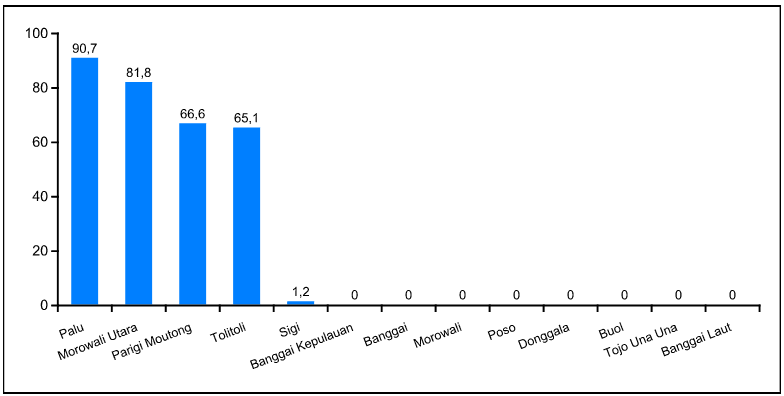 100
80
60
40
20
0
90,7
81,8
66,6
65,1
1,2
0
0
0
0
0
0
0
0
Palu
Morowali Utara
Parigi Moutong
Tolitoli
Sigi
Banggai Kepulauan
Banggai
Morowali
Poso
Donggala
Buol
Tojo Una Una
Banggai Laut